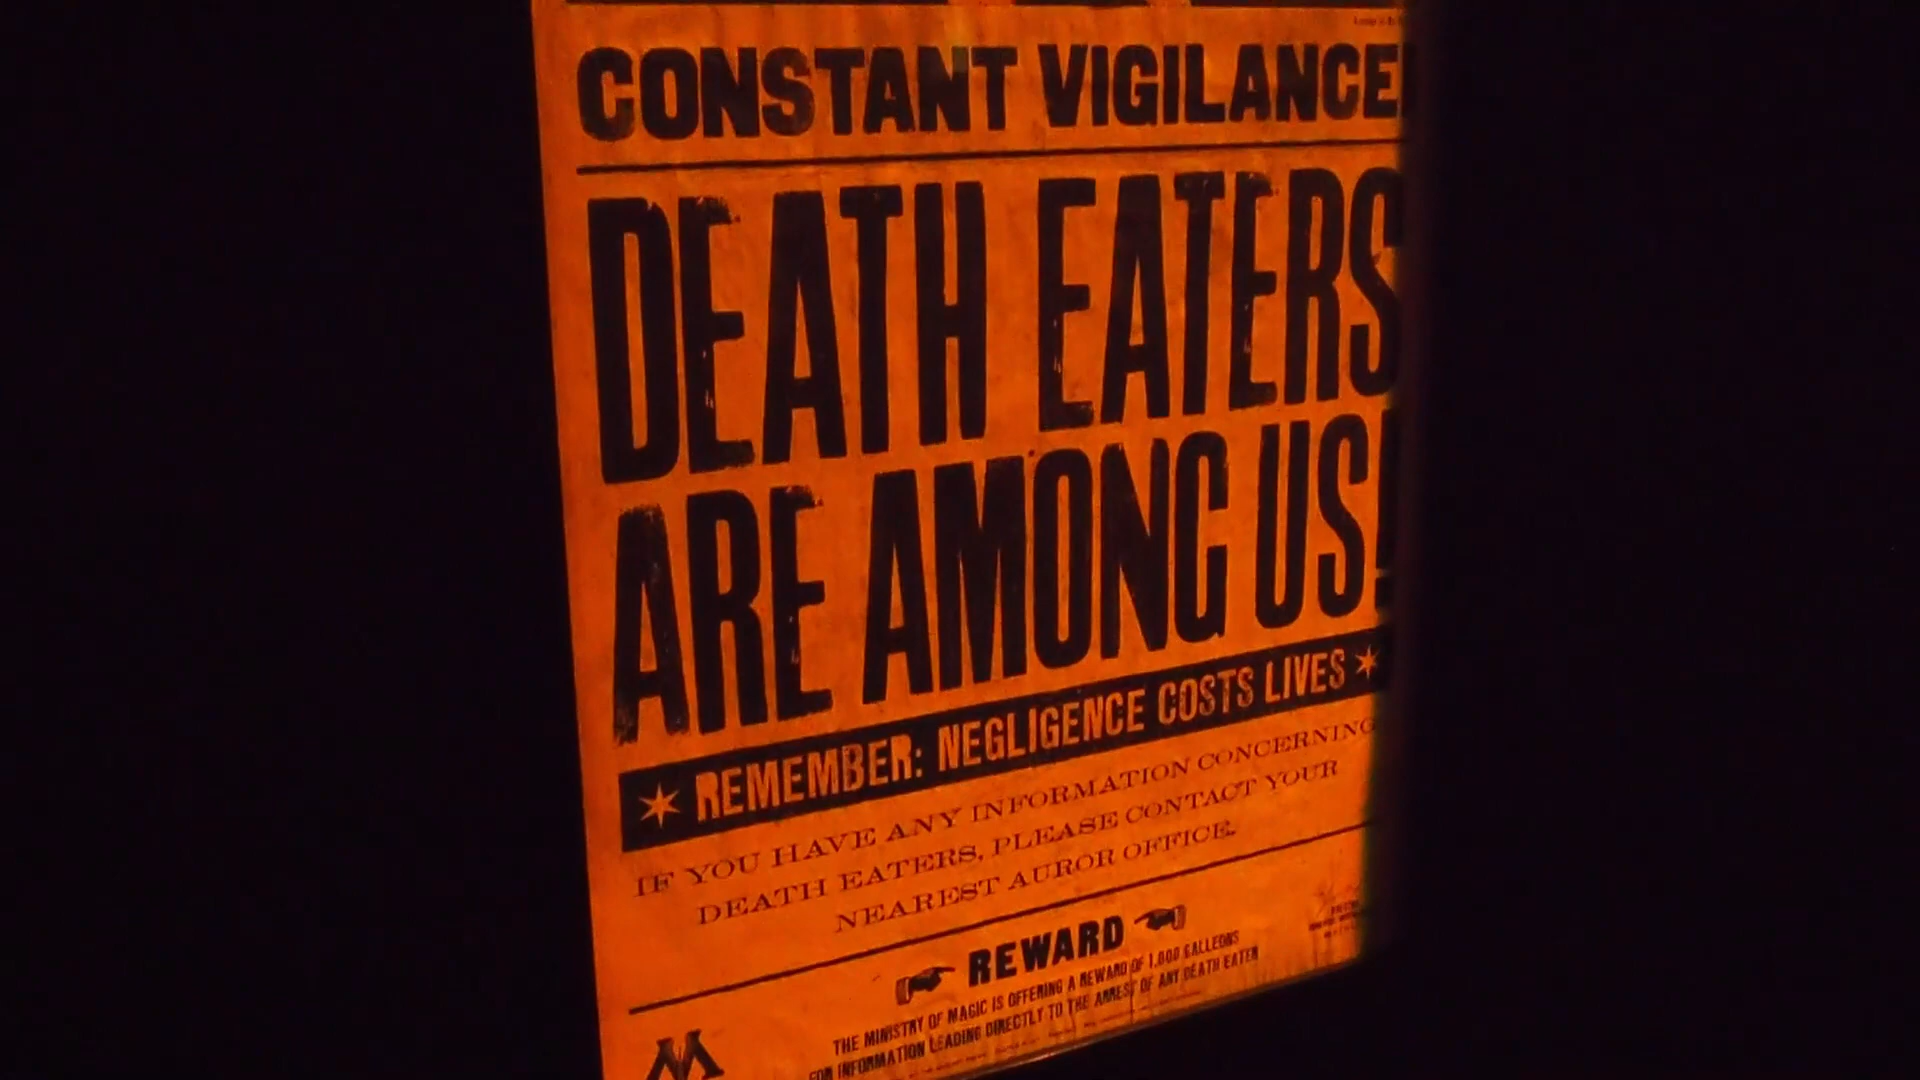 CONSTANT VIGILANCE!
DEATH EATERS
ARE AMONG US!
REMEMBER: NEGLIGENCE COSTS LIVES
IF YOU HAVE ANY INFORMATION CONCERNING
DEATH EATERS, PLEASE CONTACT YOUR
NEAREST AUROR OFFICE.
REWARD
THE MINISTRY OF MAGIC IS OFFERING A REWARD OF 1,000 GALLEONS
FOR INFORMATION LEADING DIRECTLY TO THE ARREST OF ANY DEATH EATER
M